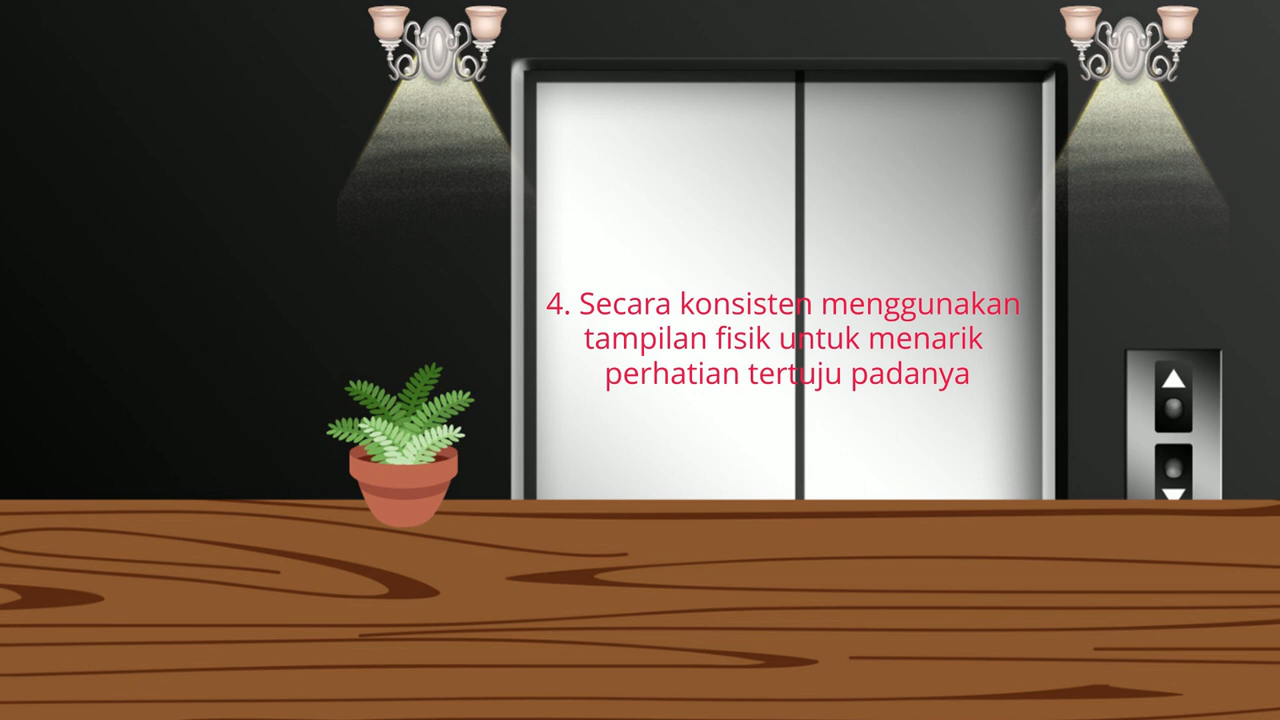 4. Secara konsisten menggunakan
tampilan fisik untuk menarik
perhatian tertuju padanya